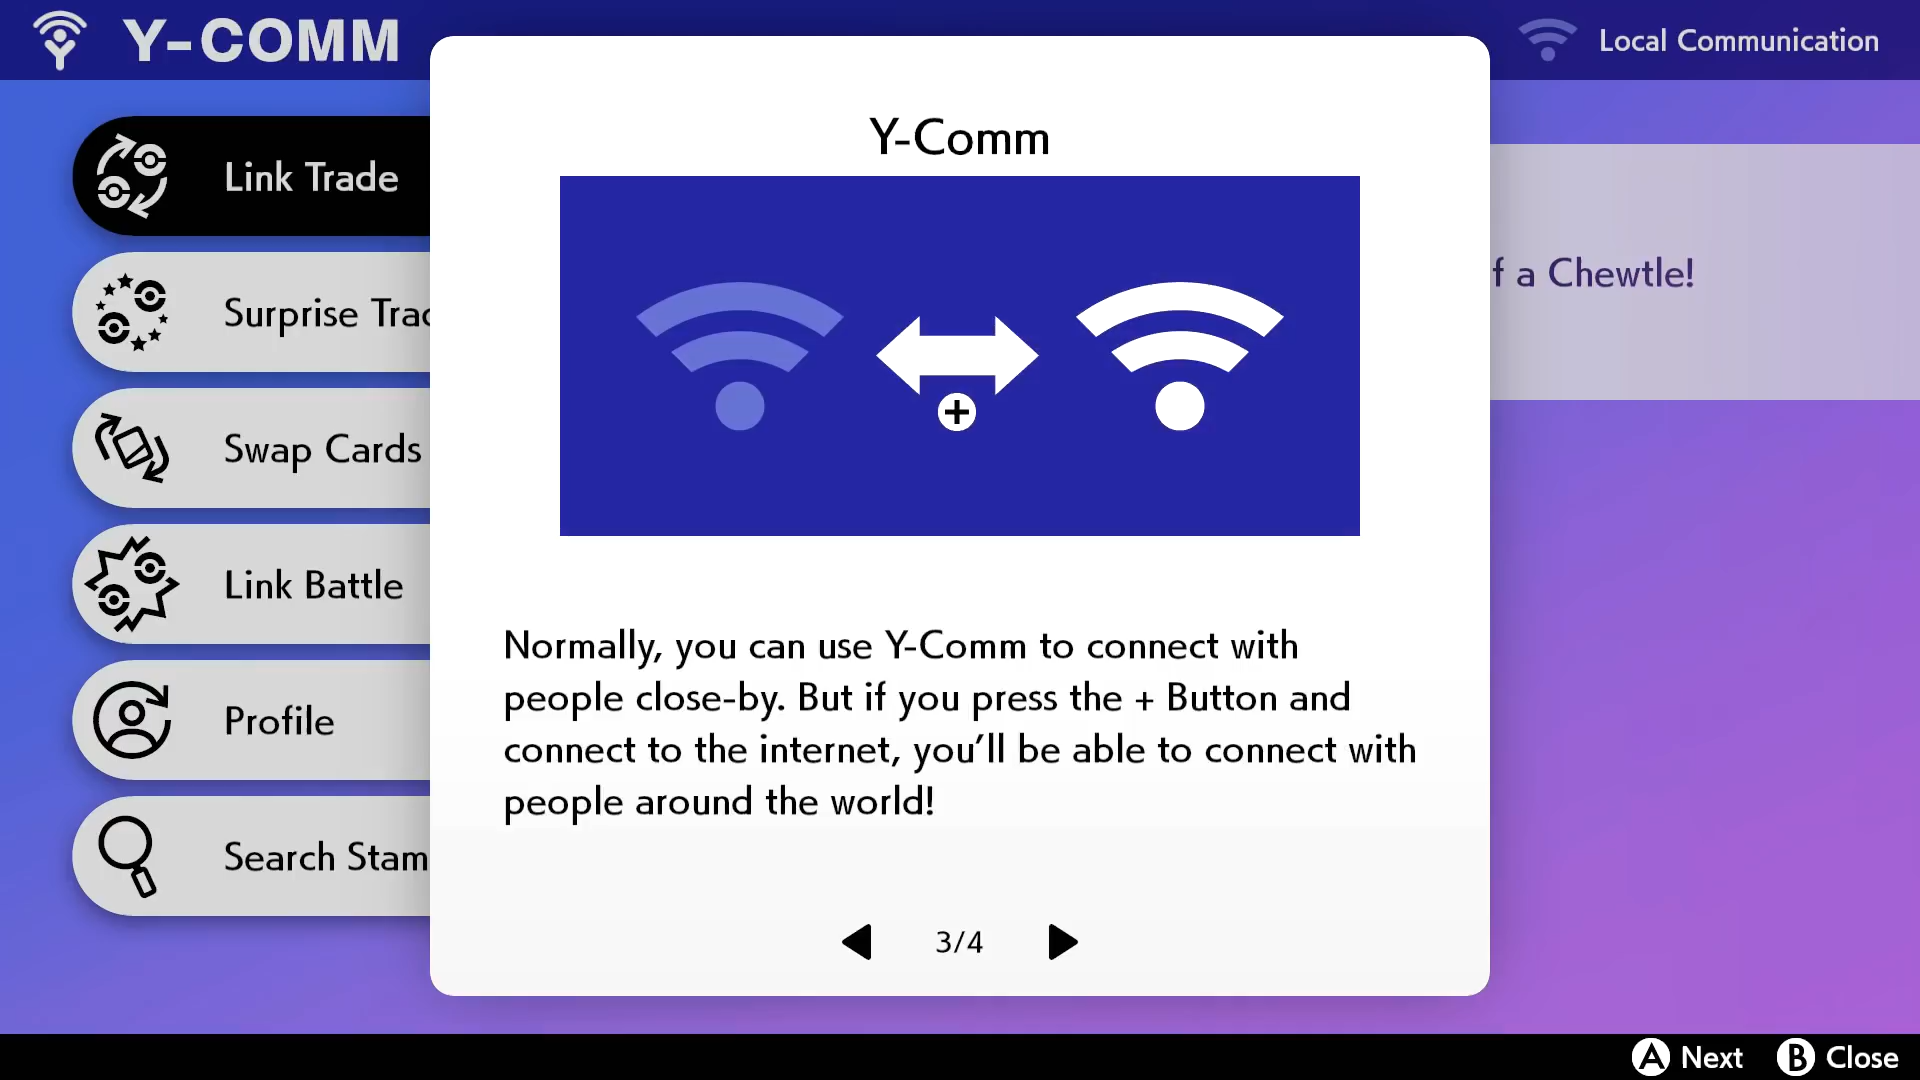 Y-COMM
Local Communication
Link Trade
Surprise
Swap Cards
Link Battle
Profile
Search
f a Chewtle!
Y-Comm
Normally, you can use Y-Comm to connect with
people close-by. But if you press the + Button and
connect to the internet, you'll be able to connect with
people around the world!
3/4
A Next
B Close